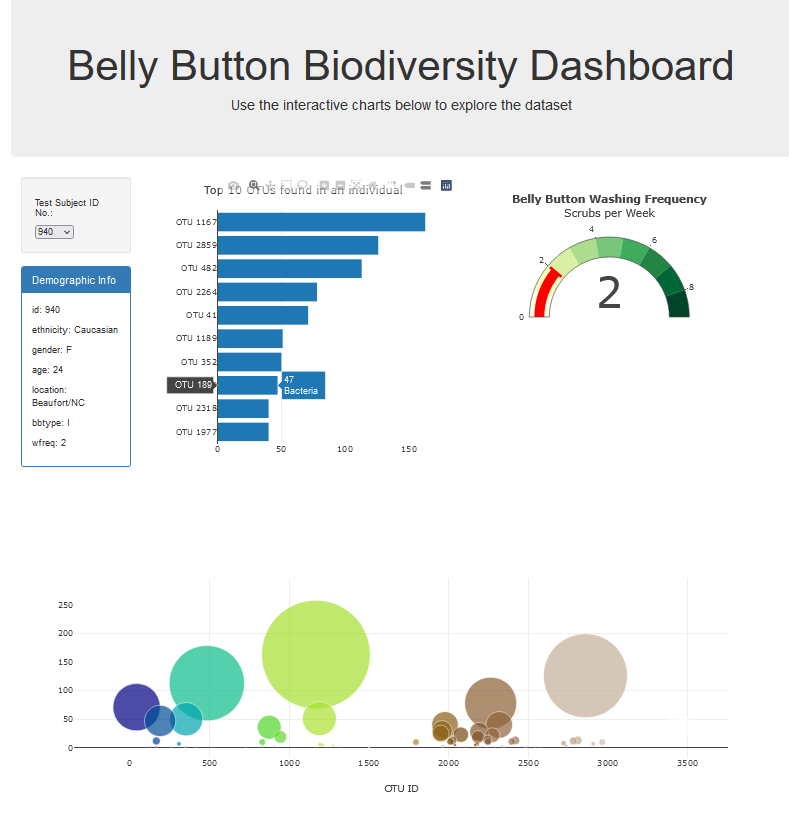 Belly Button Biodiversity Dashboard
Use the interactive charts below to explore the dataset
Test Subject ID
No.:
940
Demographic Info
id: 940
ethnicity: Caucasian
gender: F
age: 24
location:
Beaufort/NC
bbtype: I
wfreq: 2
Top 10 OTUs found in an individual
OTU 1167
OTU 2859
OTU 482
OTU 2264
OTU 41
OTU 1189
OTU 352
OTU 189
47
Bacteria
OTU 2318
OTU 1977
0 50 100 150
Belly Button Washing Frequency
Scrubs per Week
0 2 4 6 8
2
250
200
150
100
50
0
0 500 1000 1500 2000 2500 3000 3500
OTU ID